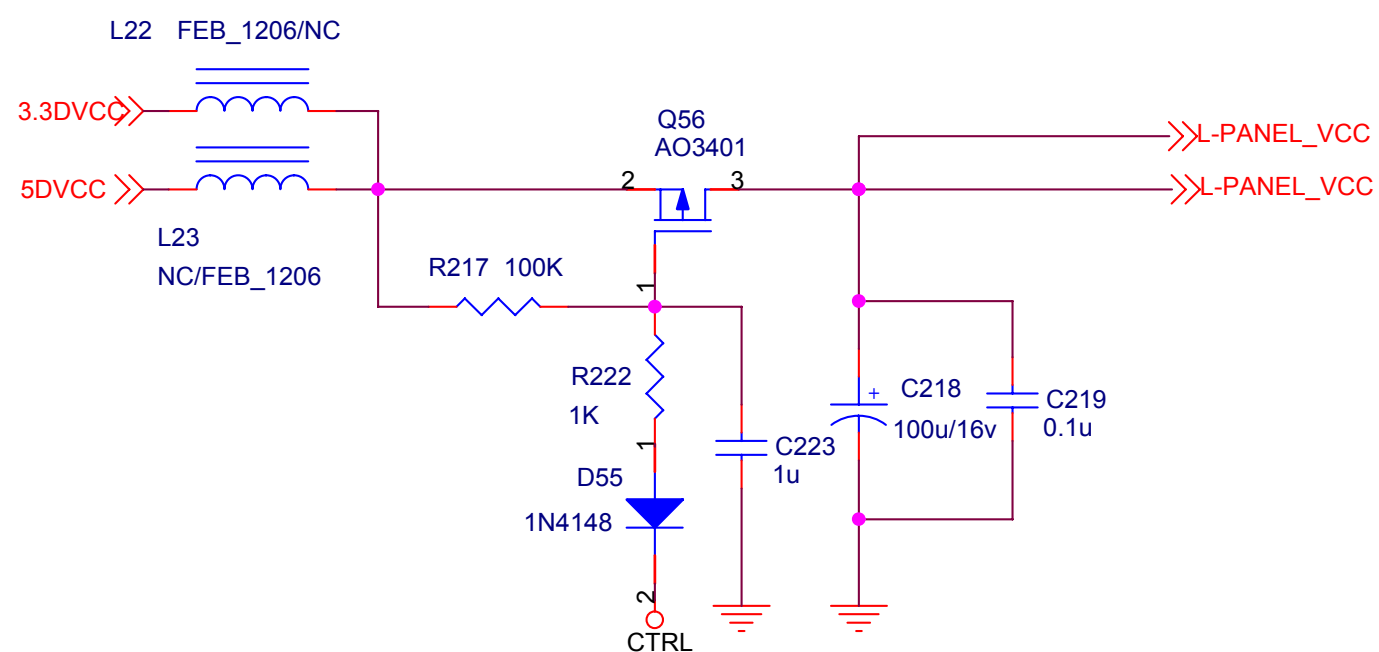 L22 FEB_1206/NC
3.3DVCC
5DVCC
L23
NC/FEB_1206
Q56
AO3401
2
3
1
L-PANEL_VCC
L-PANEL_VCC
R217 100K
R222
1K
1
D55
1N4148
2
CTRL
C223
1u
+
C218
100u/16v
C219
0.1u